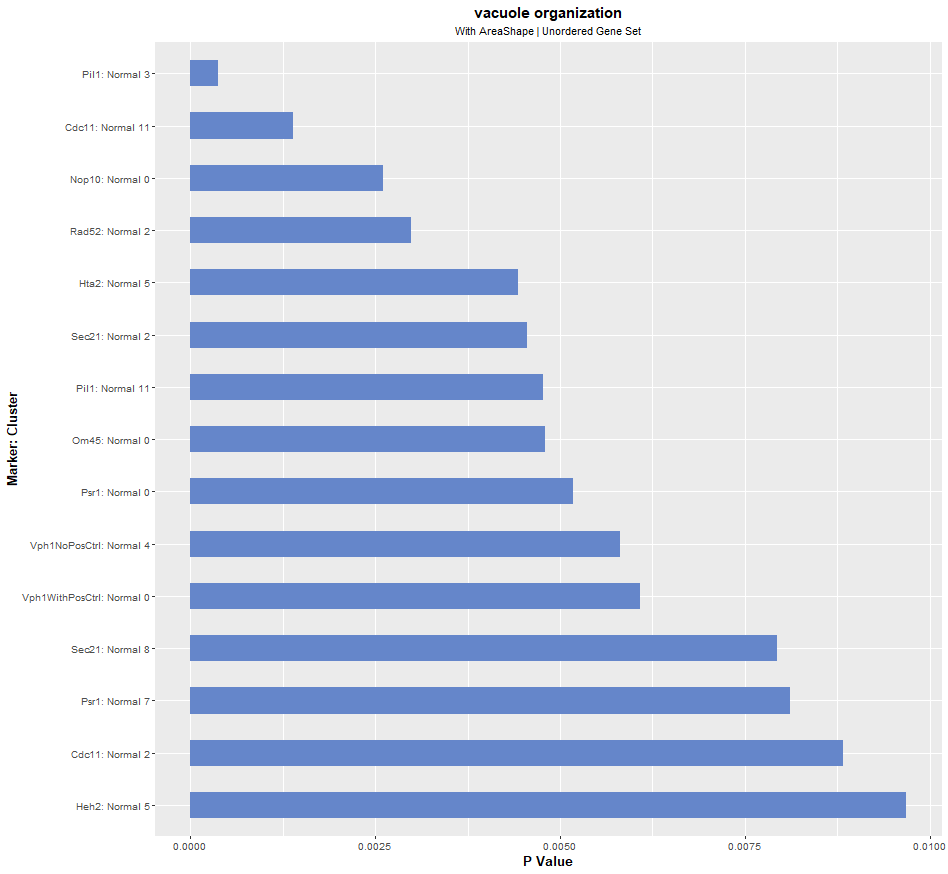 vacuole organization
With AreaShape | Unordered Gene Set
Marker: Cluster
Pil1: Normal 3
Cdc11: Normal 11
Nop10: Normal 0
Rad52: Normal 2
Hta2: Normal 5
Sec21: Normal 2
Pil1: Normal 11
Om45: Normal 0
Psr1: Normal 0
Vph1NoPosCtrl: Normal 4
Vph1WithPosCtrl: Normal 0
Sec21: Normal 8
Psr1: Normal 7
Cdc11: Normal 2
Heh2: Normal 5
0.0000 0.0025 0.0050 0.0075 0.0100
P Value